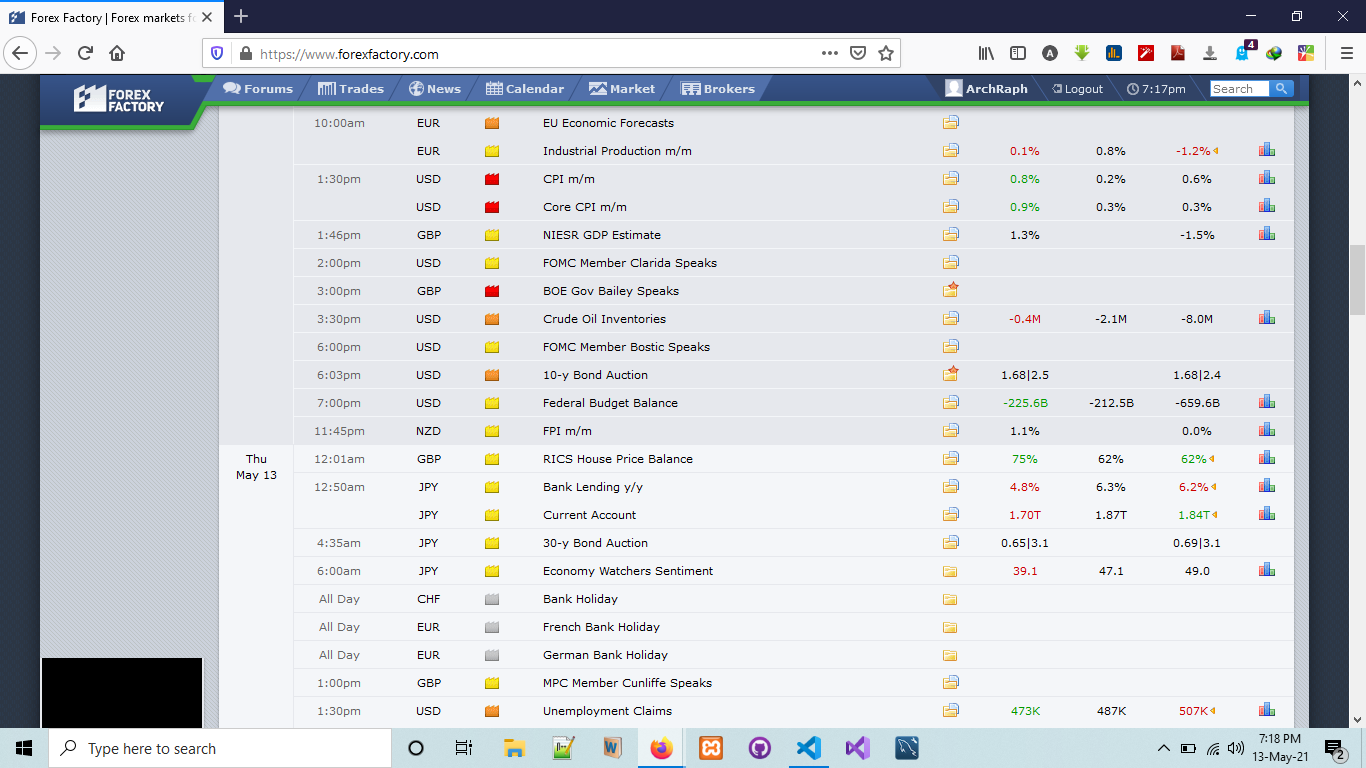 Forex Factory | Forex markets fo
https://www.forexfactory.com
4
FOREX FACTORY
Forums Trades News Calendar Market Brokers ArchRaph Logout 7:17pm Search
10:00am EUR EU Economic Forecasts
EUR Industrial Production m/m 0.1% 0.8% -1.2%
1:30pm USD CPI m/m 0.8% 0.2% 0.6%
USD Core CPI m/m 0.9% 0.3% 0.3%
1:46pm GBP NIESR GDP Estimate 1.3% -1.5%
2:00pm USD FOMC Member Clarida Speaks
3:00pm GBP BOE Gov Bailey Speaks
3:30pm USD Crude Oil Inventories -0.4M -2.1M -8.0M
6:00pm USD FOMC Member Bostic Speaks
6:03pm USD 10-y Bond Auction 1.68|2.5 1.68|2.4
7:00pm USD Federal Budget Balance -225.6B -212.5B -659.6B
11:45pm NZD FPI m/m 1.1% 0.0%
Thu May 13 12:01am GBP RICS House Price Balance 75% 62% 62%
12:50am JPY Bank Lending y/y 4.8% 6.3% 6.2%
JPY Current Account 1.70T 1.87T 1.84T
4:35am JPY 30-y Bond Auction 0.65|3.1 0.69|3.1
6:00am JPY Economy Watchers Sentiment 39.1 47.1 49.0
All Day CHF Bank Holiday
All Day EUR French Bank Holiday
All Day EUR German Bank Holiday
1:00pm GBP MPC Member Cunliffe Speaks
1:30pm USD Unemployment Claims 473K 487K 507K
Type here to search
7:18 PM
13-May-21
2